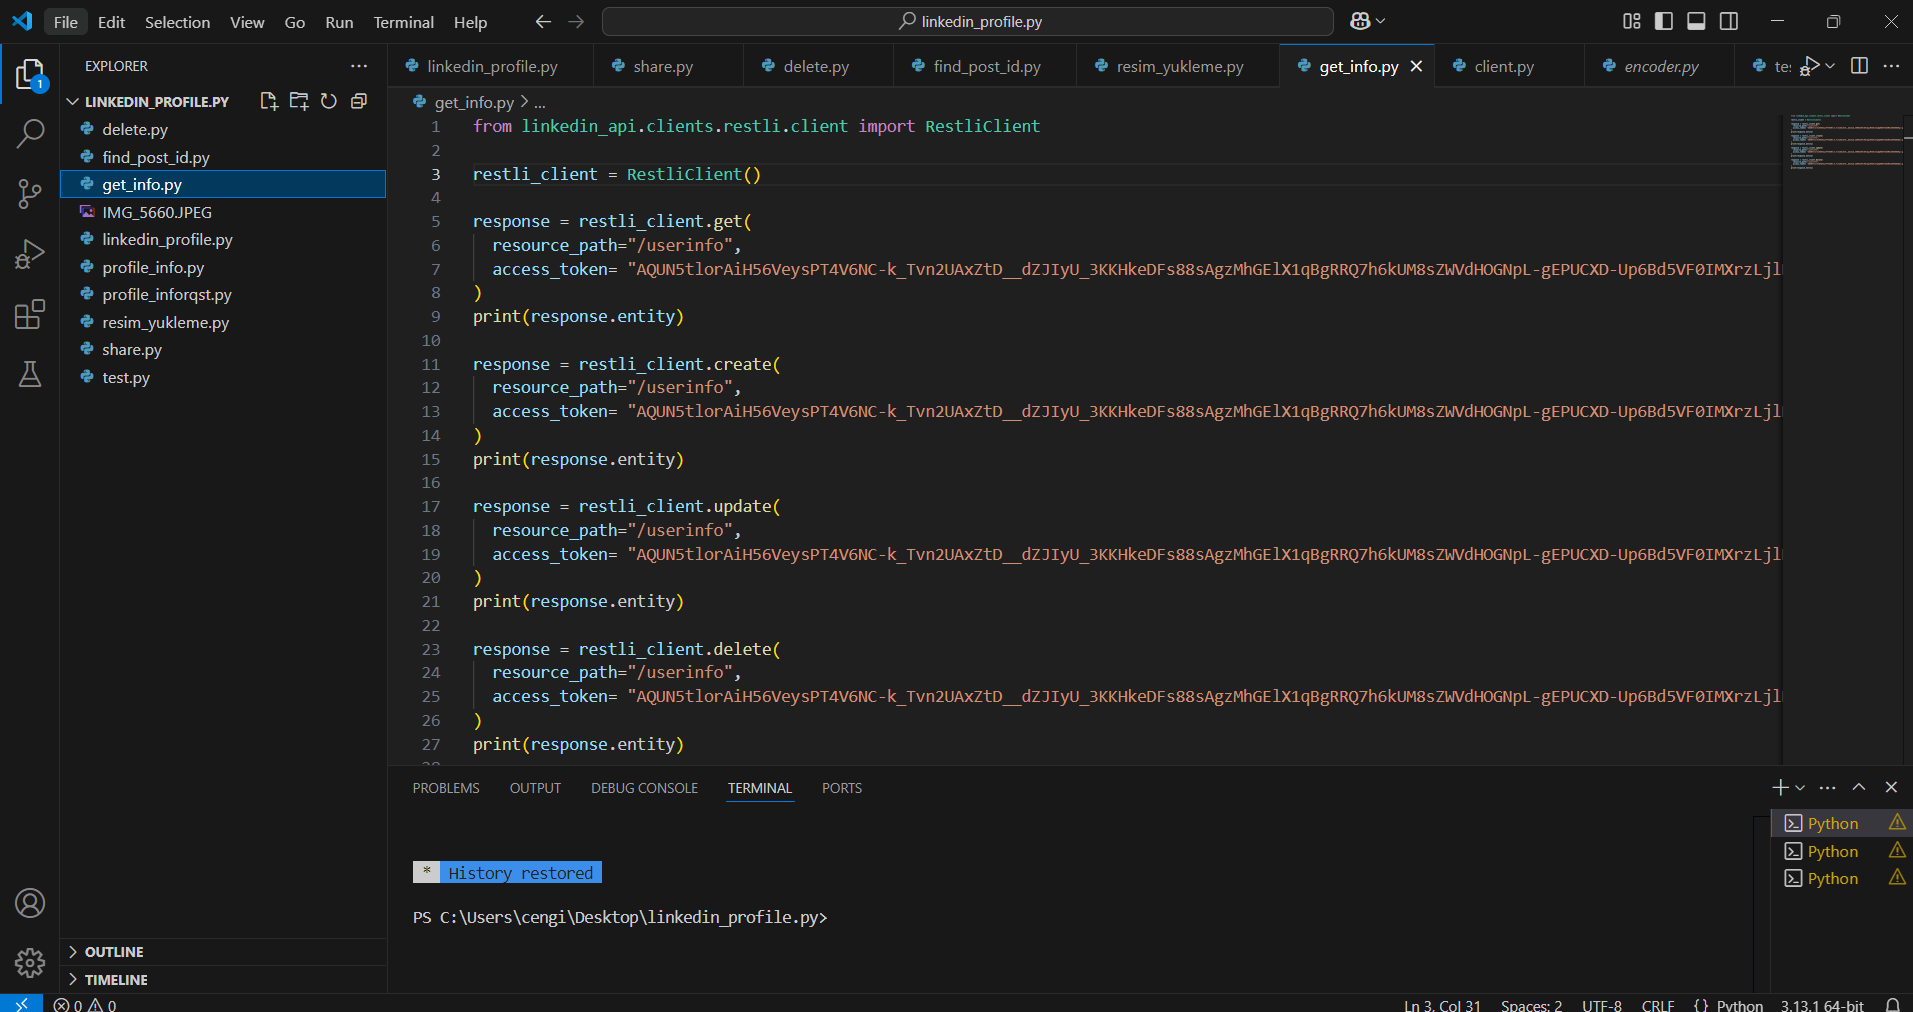 File Edit Selection View Go Run Terminal Help
linkedin_profile.py
EXPLORER
LINKEDIN_PROFILE.PY
delete.py
find_post_id.py
get_info.py
IMG_5660.JPEG
linkedin_profile.py
profile_info.py
profile_inforqst.py
resim_yukleme.py
share.py
test.py
OUTLINE
TIMELINE
1
linkedin_profile.py share.py delete.py find_post_id.py resim_yukleme.py get_info.py client.py encoder.py
get_info.py > ...
1 from linkedin_api.clients.restli.client import RestliClient
2
3 restli_client = RestliClient()
4
5 response = restli_client.get(
6 resource_path="/userinfo",
7 access_token= "AQUN5tlorAiH56VeysPT4V6NC-k_Tvn2UAxZtD__dZJIyU_3KKHkeDFs88sAgzMhGElX1qBgRRQ7h6kUM8sZWVdHOGNpL-gEPUCXD-Up6Bd5VF0IMXrzLjl
8 )
9 print(response.entity)
10
11 response = restli_client.create(
12 resource_path="/userinfo",
13 access_token= "AQUN5tlorAiH56VeysPT4V6NC-k_Tvn2UAxZtD__dZJIyU_3KKHkeDFs88sAgzMhGElX1qBgRRQ7h6kUM8sZWVdHOGNpL-gEPUCXD-Up6Bd5VF0IMXrzLjl
14 )
15 print(response.entity)
16
17 response = restli_client.update(
18 resource_path="/userinfo",
19 access_token= "AQUN5tlorAiH56VeysPT4V6NC-k_Tvn2UAxZtD__dZJIyU_3KKHkeDFs88sAgzMhGElX1qBgRRQ7h6kUM8sZWVdHOGNpL-gEPUCXD-Up6Bd5VF0IMXrzLjl
20 )
21 print(response.entity)
22
23 response = restli_client.delete(
24 resource_path="/userinfo",
25 access_token= "AQUN5tlorAiH56VeysPT4V6NC-k_Tvn2UAxZtD__dZJIyU_3KKHkeDFs88sAgzMhGElX1qBgRRQ7h6kUM8sZWVdHOGNpL-gEPUCXD-Up6Bd5VF0IMXrzLjl
26 )
27 print(response.entity)
PROBLEMS OUTPUT DEBUG CONSOLE TERMINAL PORTS
* History restored
PS C:\Users\cengi\Desktop\linkedin_profile.py>
Python
Python
Python
0 0
Ln 3, Col 31 Spaces: 2 UTF-8 CRLF {} Python 3.13.1 64-bit